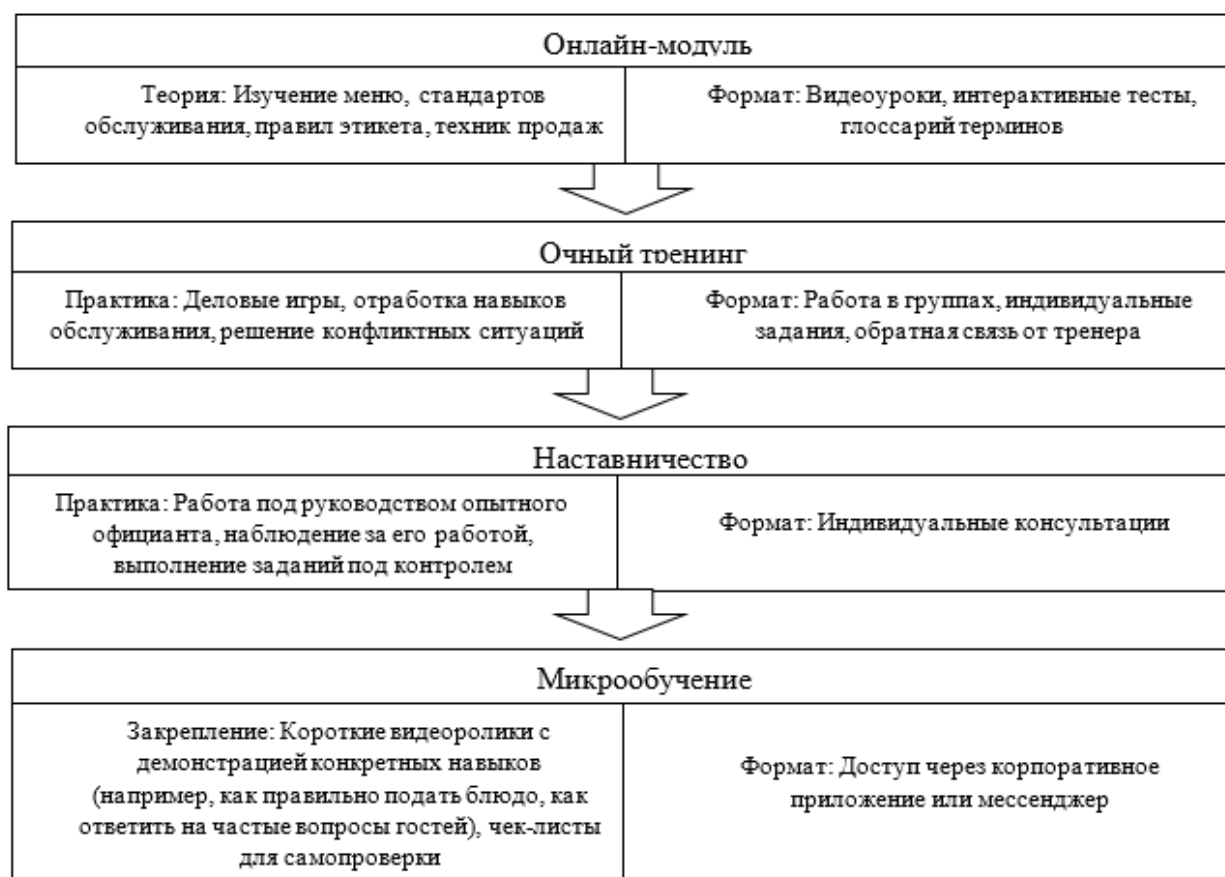 Онлайн-модуль
Теория: Изучение меню, стандартов
обслуживания, правил этикета, техник продаж
Формат: Видеоуроки, интерактивные тесты,
глоссарий терминов
Очный тренинг
Практика: Деловые игры, отработка навыков
обслуживания, решение конфликтных ситуаций
Формат: Работа в группах, индивидуальные
задания, обратная связь от тренера
Наставничество
Практика: Работа под руководством опытного
официанта, наблюдение за его работой,
выполнение заданий под контролем
Формат: Индивидуальные консультации
Микрообучение
Закрепление: Короткие видеоролики с
демонстрацией конкретных навыков
(например, как правильно подать блюдо, как
ответить на частые вопросы гостей), чек-листы
для самопроверки
Формат: Доступ через корпоративное
приложение или мессенджер